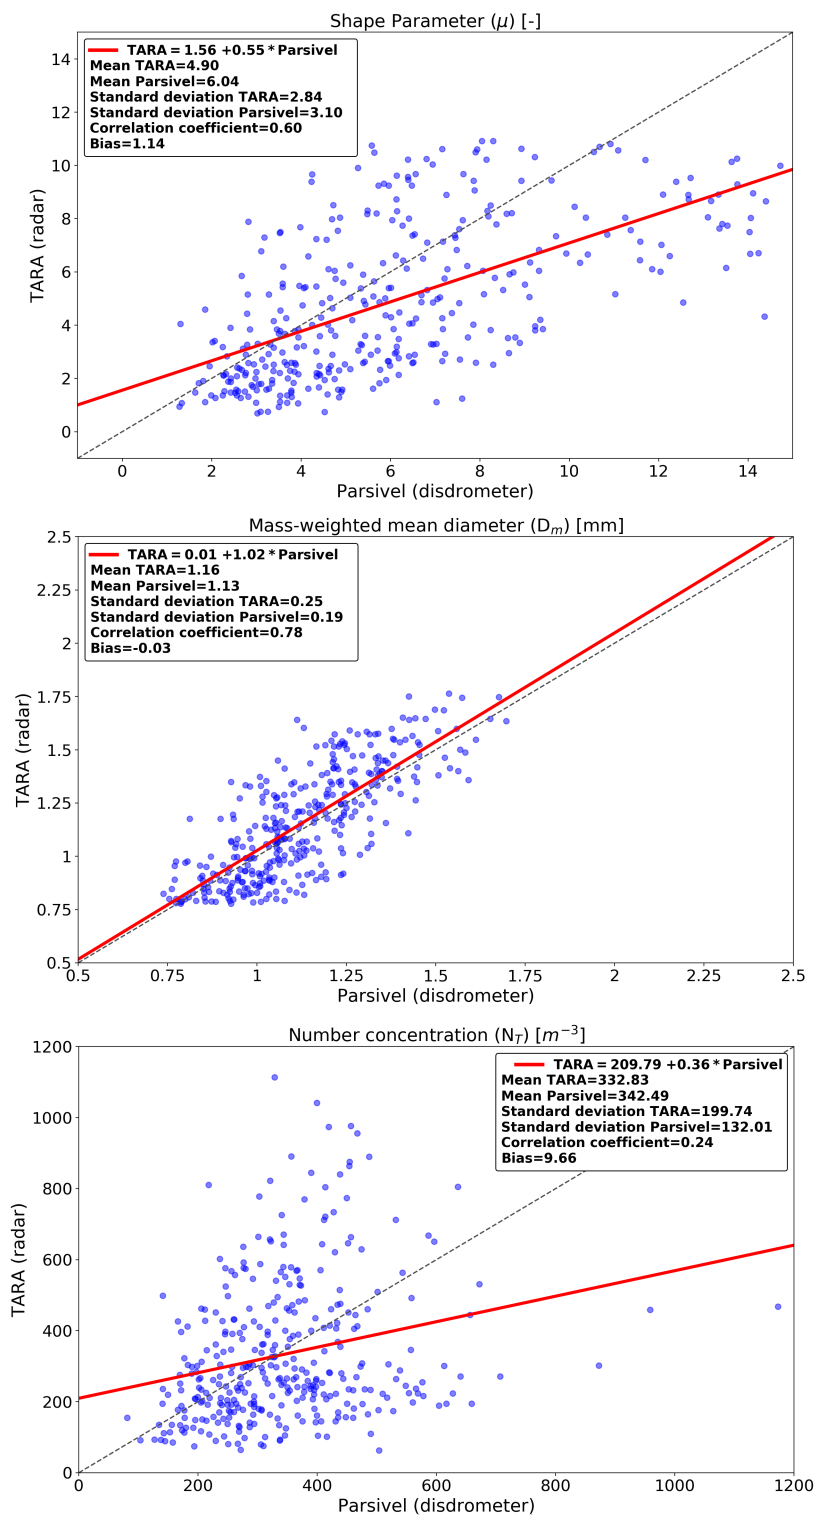 Shape Parameter (μ) [-]
TARA = 1.56 +0.55 * Parsivel
Mean TARA=4.90
Mean Parsivel=6.04
Standard deviation TARA=2.84
Standard deviation Parsivel=3.10
Correlation coefficient=0.60
Bias=1.14
14
12
10
8
6
4
2
0
TARA (radar)
0 2 4 6 8 10 12 14
Parsivel (disdrometer)
Mass-weighted mean diameter (Dm) [mm]
TARA = 0.01 +1.02 * Parsivel
Mean TARA=1.16
Mean Parsivel=1.13
Standard deviation TARA=0.25
Standard deviation Parsivel=0.19
Correlation coefficient=0.78
Bias=-0.03
2.5
2.25
2
1.75
1.5
1.25
1
0.75
0.5
TARA (radar)
0.5 0.75 1 1.25 1.5 1.75 2 2.25 2.5
Parsivel (disdrometer)
Number concentration (NT) [m⁻³]
TARA = 209.79 +0.36 * Parsivel
Mean TARA=332.83
Mean Parsivel=342.49
Standard deviation TARA=199.74
Standard deviation Parsivel=132.01
Correlation coefficient=0.24
Bias=9.66
1200
1000
800
600
400
200
0
TARA (radar)
0 200 400 600 800 1000 1200
Parsivel (disdrometer)